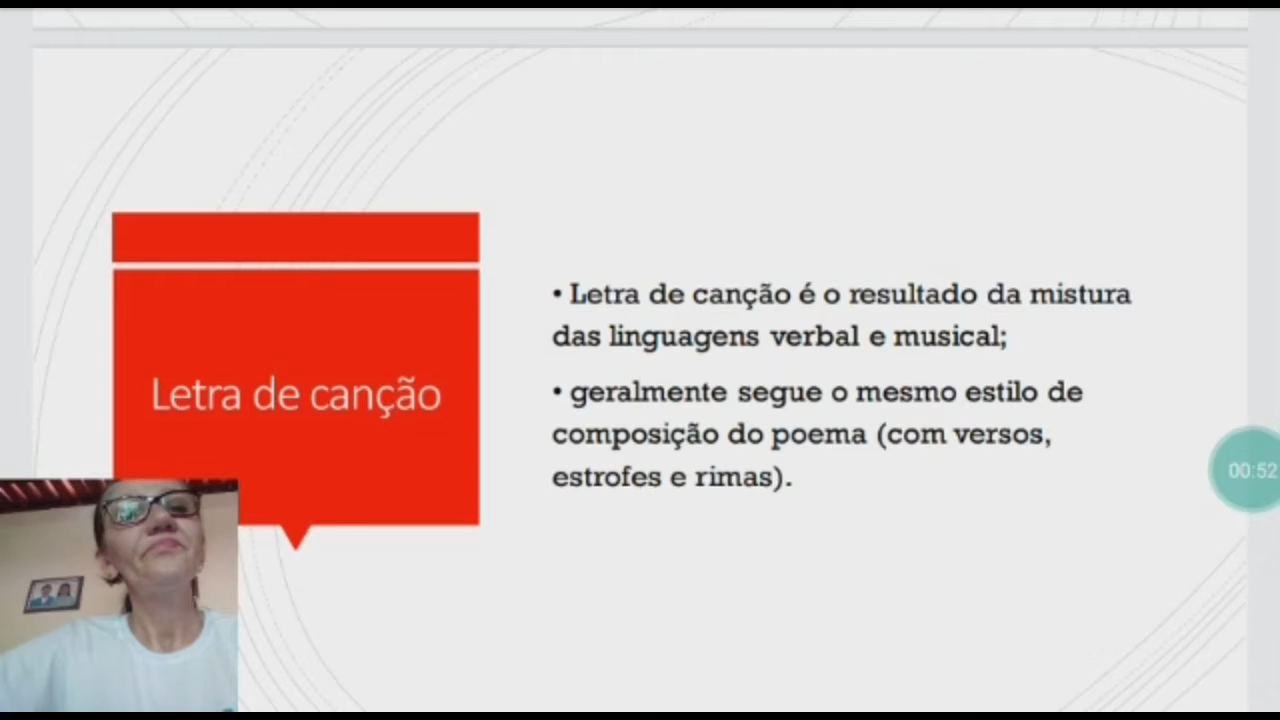 Letra de canção
• Letra de canção é o resultado da mistura
das linguagens verbal e musical;
• geralmente segue o mesmo estilo de
composição do poema (com versos,
estrofes e rimas).
00:52